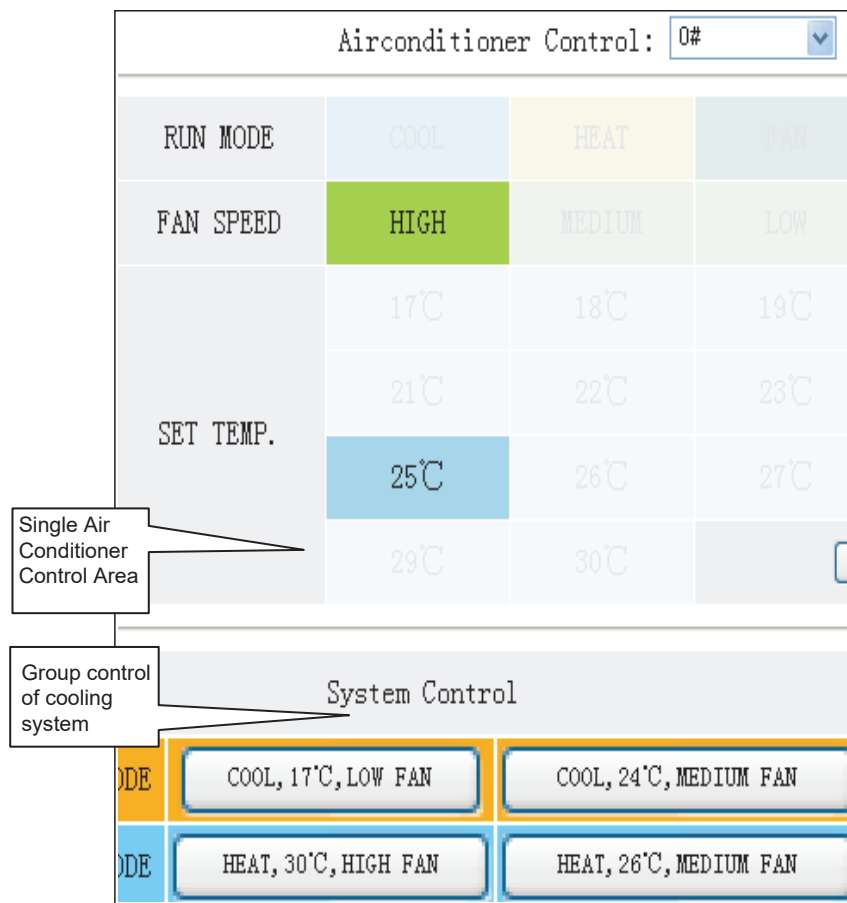 Airconditioner Control: 0#
RUN MODE COOL HEAT FAN
FAN SPEED HIGH MEDIUM LOW
17℃ 18℃ 19℃
21℃ 22℃ 23℃
SET TEMP.
25℃ 26℃ 27℃
29℃ 30℃
Single Air
Conditioner
Control Area
Group control
of cooling
system
System Control
ODE COOL, 17℃, LOW FAN COOL, 24℃, MEDIUM FAN
ODE HEAT, 30℃, HIGH FAN HEAT, 26℃, MEDIUM FAN